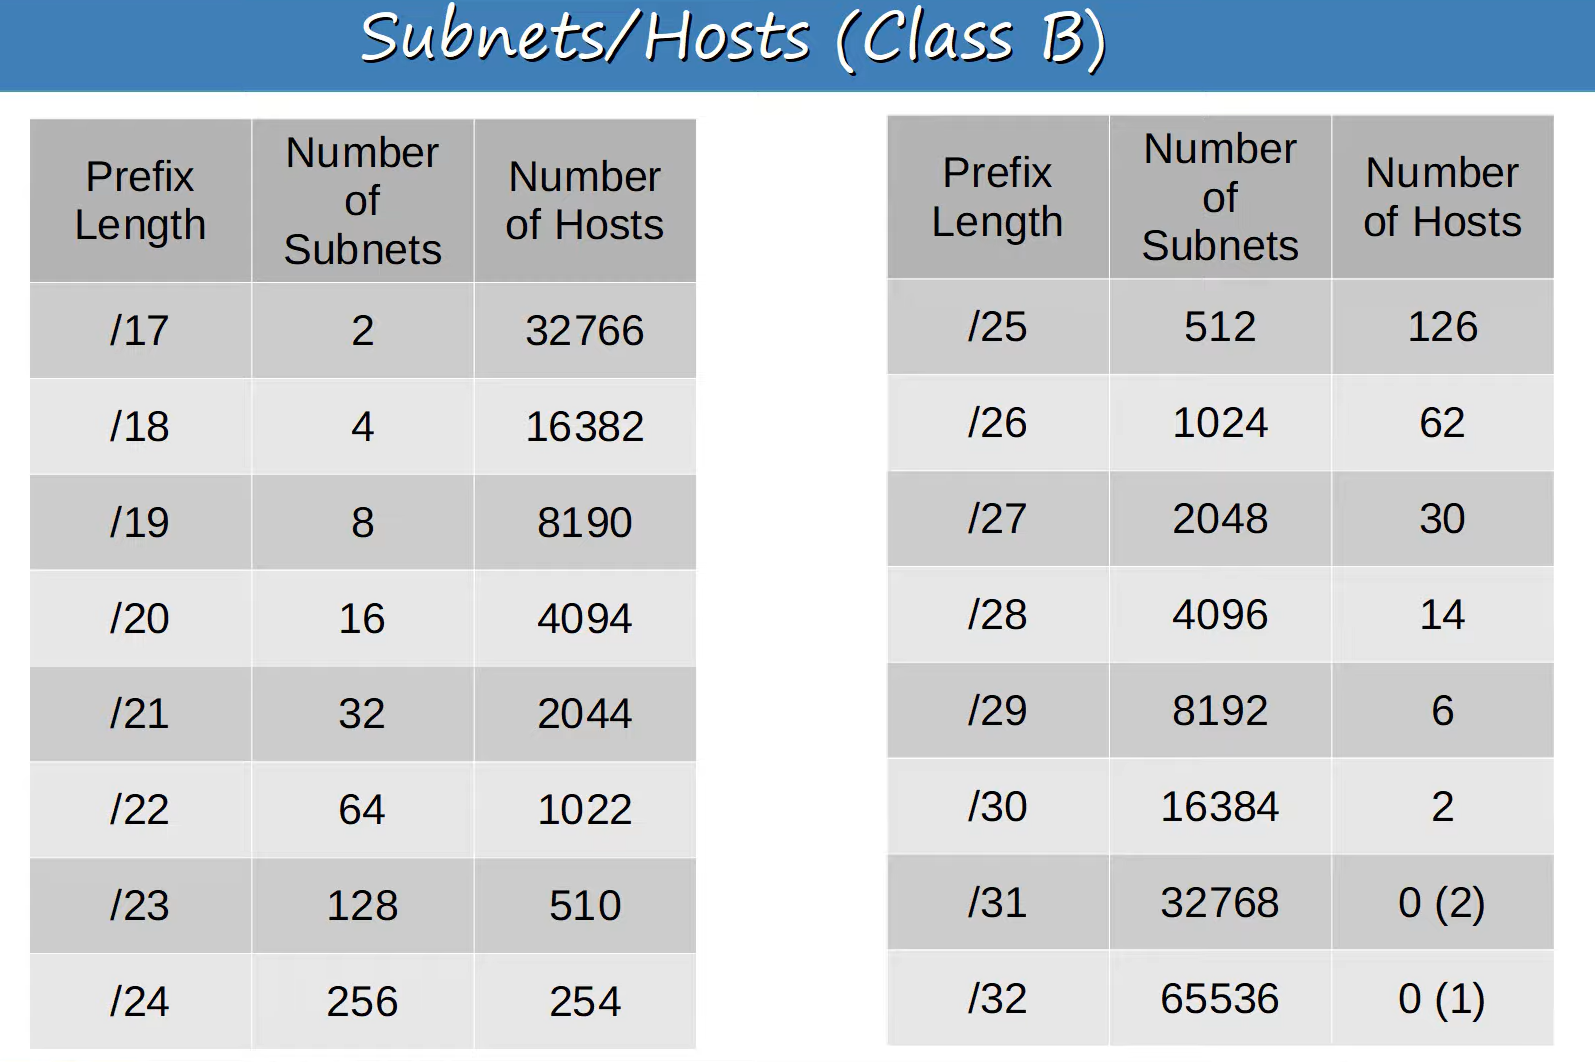 Subnets/Hosts (Class B)
Prefix Length Number of Subnets Number of Hosts
/17 2 32766
/18 4 16382
/19 8 8190
/20 16 4094
/21 32 2044
/22 64 1022
/23 128 510
/24 256 254
Prefix Length Number of Subnets Number of Hosts
/25 512 126
/26 1024 62
/27 2048 30
/28 4096 14
/29 8192 6
/30 16384 2
/31 32768 0 (2)
/32 65536 0 (1)